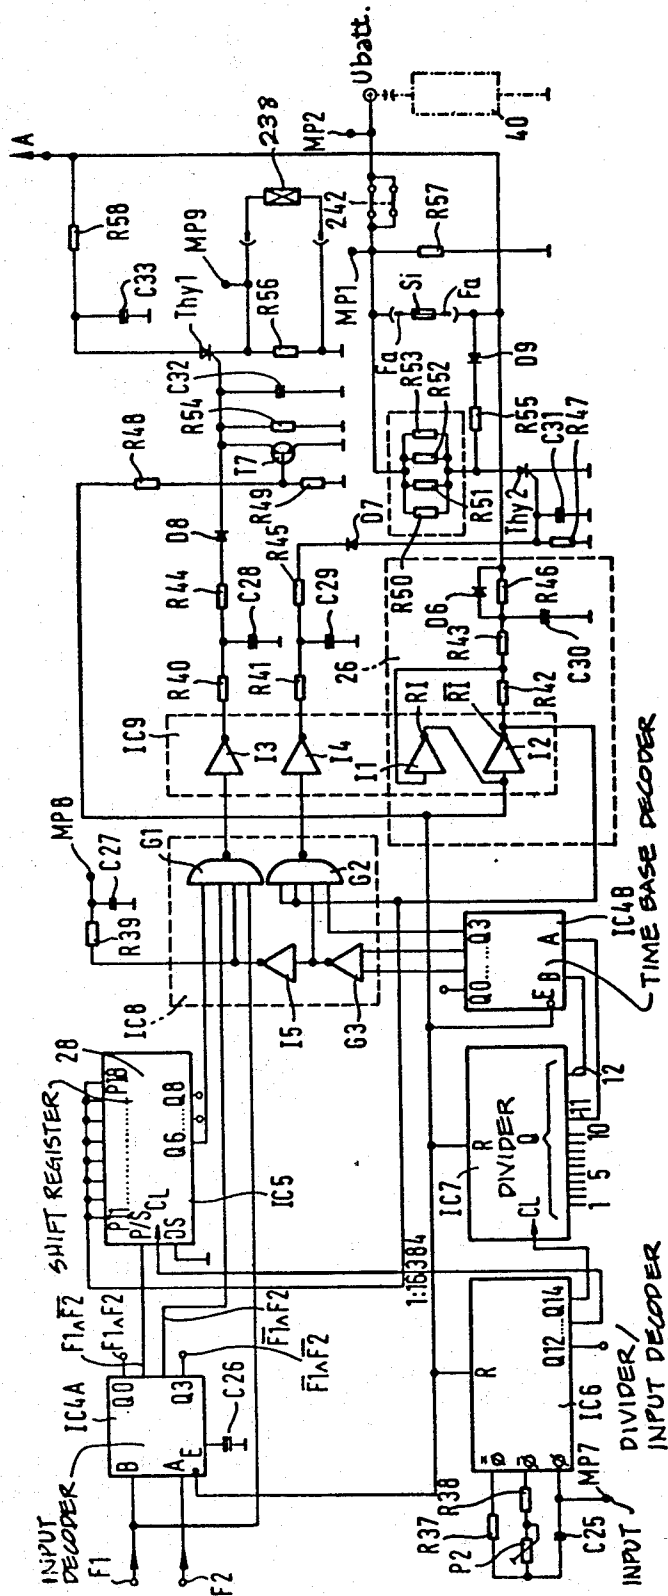 A
R58
C33
Thy1
MP9
238
R56
C32
R54
R48
T7
R49
D8
R44
R40
C28
R45
R41
C29
D7
IC9
I3
I4
MP8
C27
R39
G1
G2
IC8
I5
G3
SHIFT REGISTER
28
PI1
PI8
P/S
CL
DS
Q6
Q8
IC5
F1∧F̅2̅
F1∧F2
F̅1̅∧F2
F̅1̅∧F̅2̅
IC4A
Q0
Q3
B
A
E
C26
INPUT
DECODER
F1
F2
Ubatt.
MP2
40
242
MP1
R57
Si
Fa
Fa
D9
R53
R52
R51
R50
R55
Thy2
C31
R47
26
D6
R46
R43
C30
R42
RI
R̅I̅
I1
I2
Q0
Q3
E
B
A
IC4B
TIME BASE DECODER
IC7
R
DIVIDER
Q
CL
1
5
10
11
12
1:16384
R
Q12
Q14
IC6
DIVIDER/
INPUT DECODER
R37
R38
P2
C25
MP7
INPUT